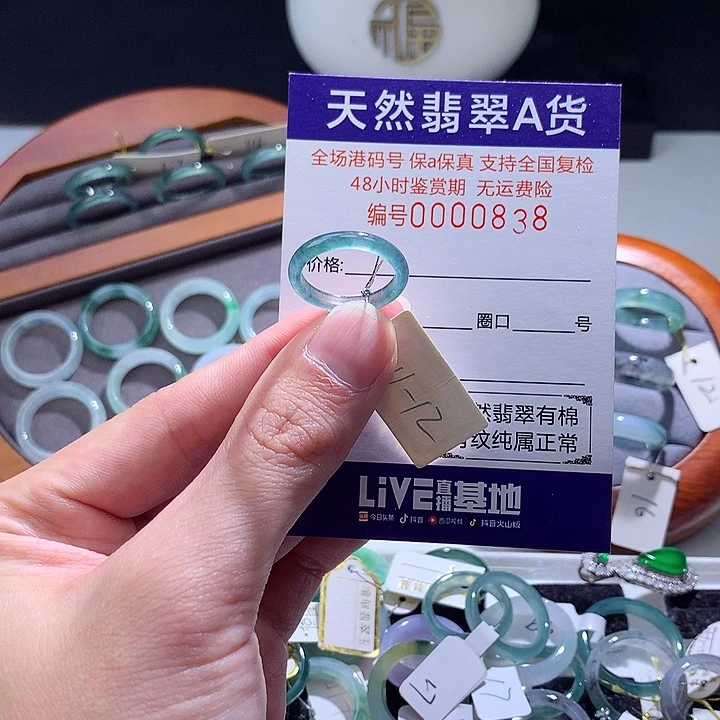 天然翡翠A货
全场港码号 保a保真 支持全国复检
48小时鉴赏期 无运费险
编号0000838
价格:
圈口 号
然翡翠有棉
有纹纯属正常
LiVE直播基地
今日头条 抖音 西瓜视频 抖音火山版
12
16
17